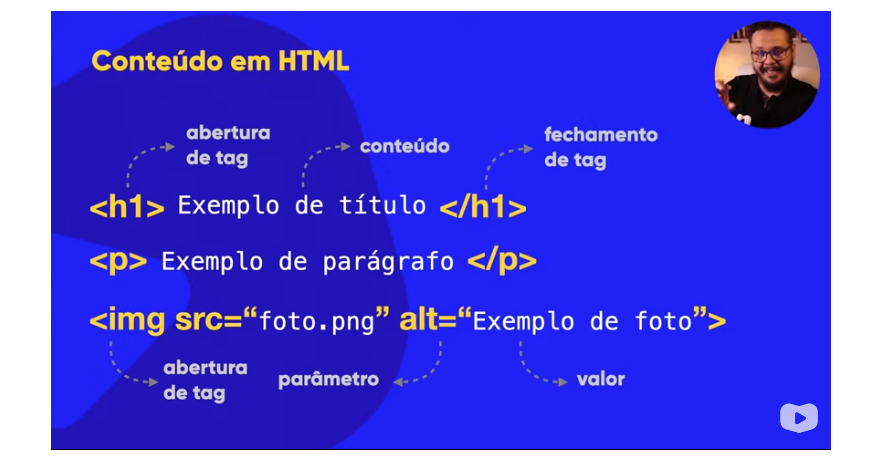 Conteúdo em HTML
abertura
de tag
conteúdo
fechamento
de tag
<h1> Exemplo de título </h1>
<p> Exemplo de parágrafo </p>
<img src=“foto.png” alt=“Exemplo de foto”>
abertura
de tag
parâmetro
valor